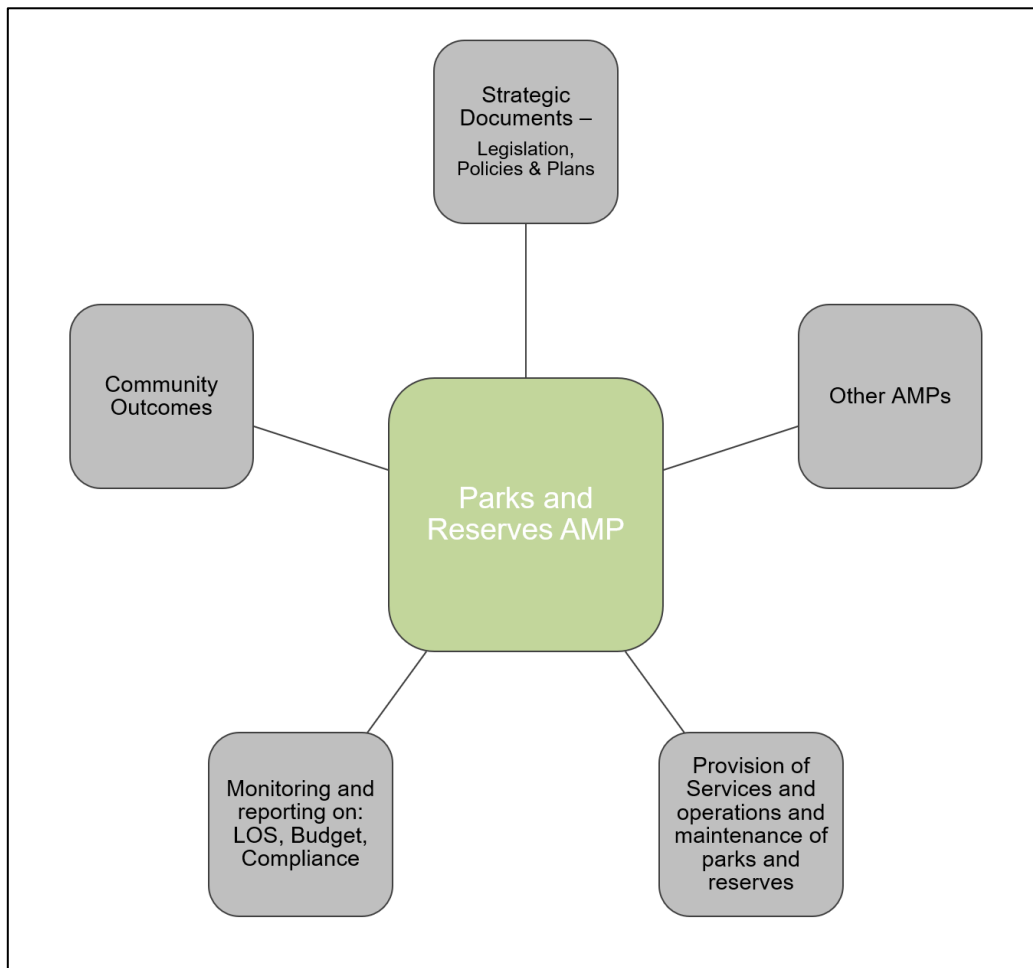 Strategic
Documents –
Legislation,
Policies & Plans
Community
Outcomes
Other AMPs
Parks and
Reserves AMP
Monitoring and
reporting on:
LOS, Budget,
Compliance
Provision of
Services and
operations and
maintenance of
parks and
reserves